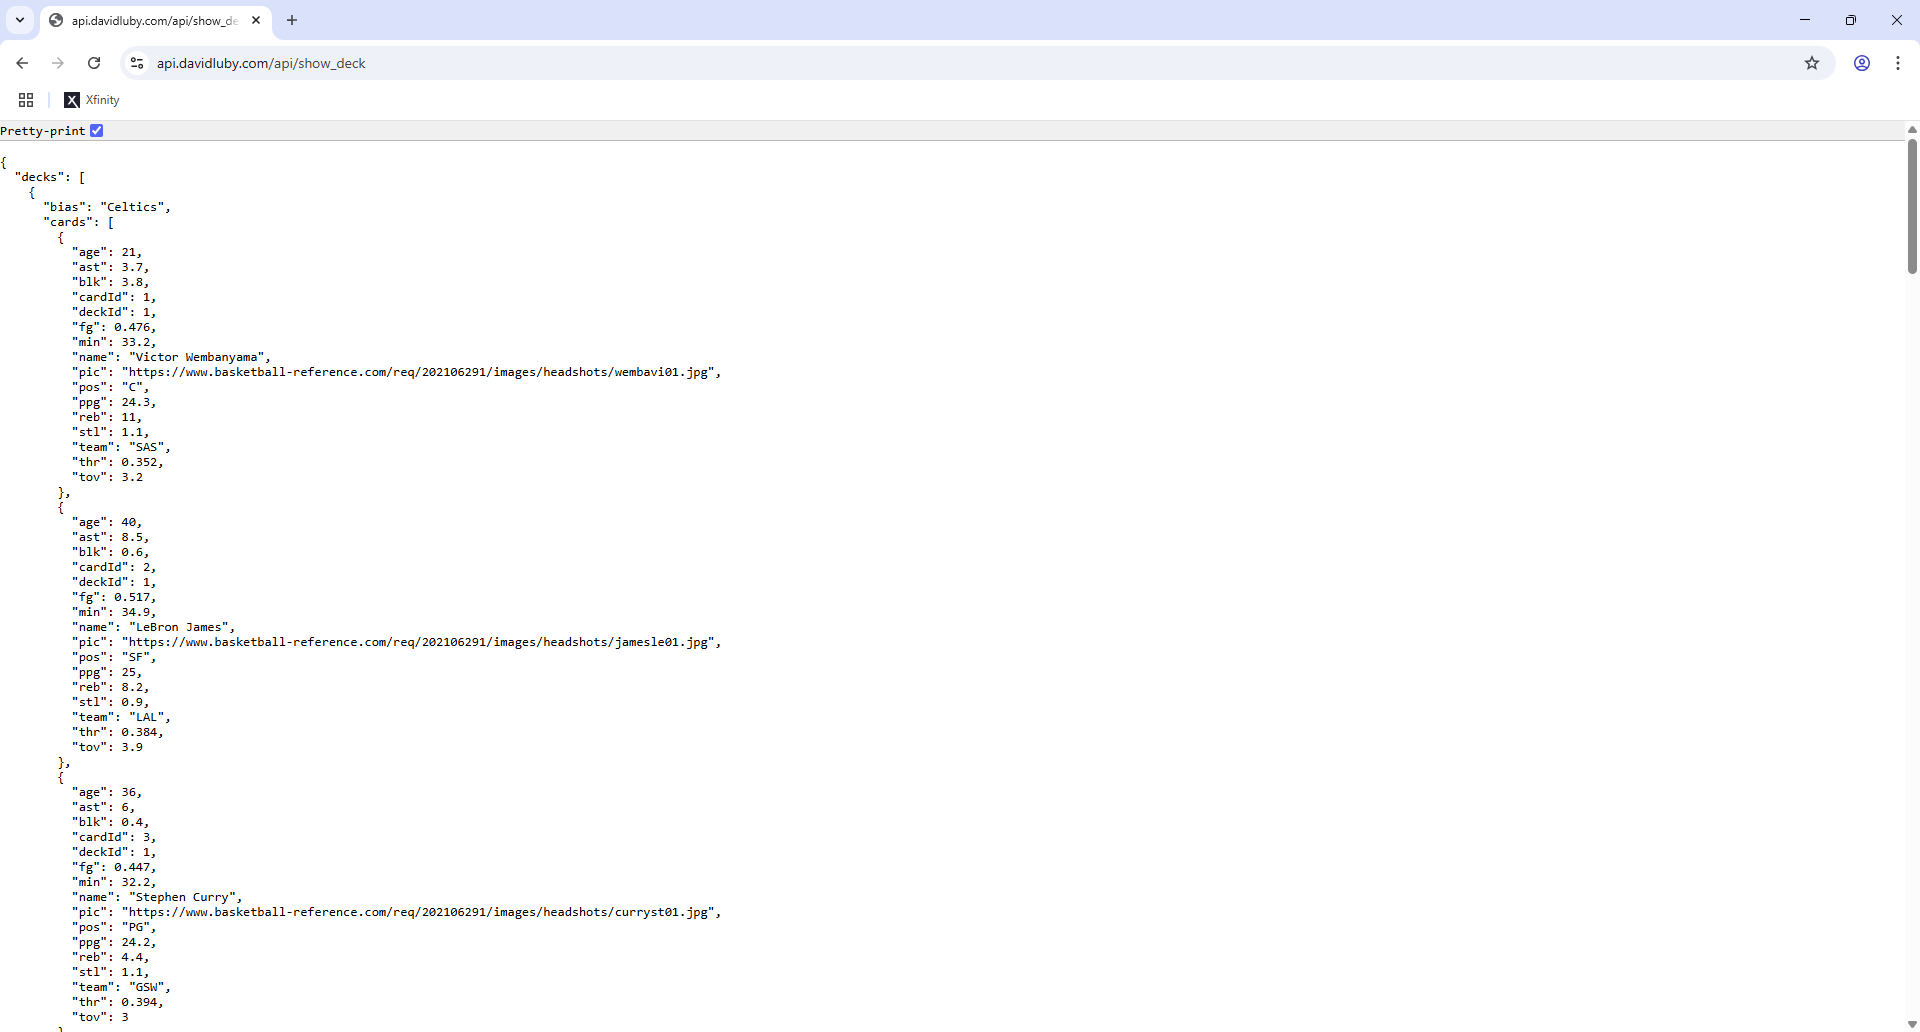 api.davidluby.com/api/show_de
api.davidluby.com/api/show_deck
Xfinity
Pretty-print
{
  "decks": [
    {
      "bias": "Celtics",
      "cards": [
        {
          "age": 21,
          "ast": 3.7,
          "blk": 3.8,
          "cardId": 1,
          "deckId": 1,
          "fg": 0.476,
          "min": 33.2,
          "name": "Victor Wembanyama",
          "pic": "https://www.basketball-reference.com/req/202106291/images/headshots/wembavi01.jpg",
          "pos": "C",
          "ppg": 24.3,
          "reb": 11,
          "stl": 1.1,
          "team": "SAS",
          "thr": 0.352,
          "tov": 3.2
        },
        {
          "age": 40,
          "ast": 8.5,
          "blk": 0.6,
          "cardId": 2,
          "deckId": 1,
          "fg": 0.517,
          "min": 34.9,
          "name": "LeBron James",
          "pic": "https://www.basketball-reference.com/req/202106291/images/headshots/jamesle01.jpg",
          "pos": "SF",
          "ppg": 25,
          "reb": 8.2,
          "stl": 0.9,
          "team": "LAL",
          "thr": 0.384,
          "tov": 3.9
        },
        {
          "age": 36,
          "ast": 6,
          "blk": 0.4,
          "cardId": 3,
          "deckId": 1,
          "fg": 0.447,
          "min": 32.2,
          "name": "Stephen Curry",
          "pic": "https://www.basketball-reference.com/req/202106291/images/headshots/curryst01.jpg",
          "pos": "PG",
          "ppg": 24.2,
          "reb": 4.4,
          "stl": 1.1,
          "team": "GSW",
          "thr": 0.394,
          "tov": 3